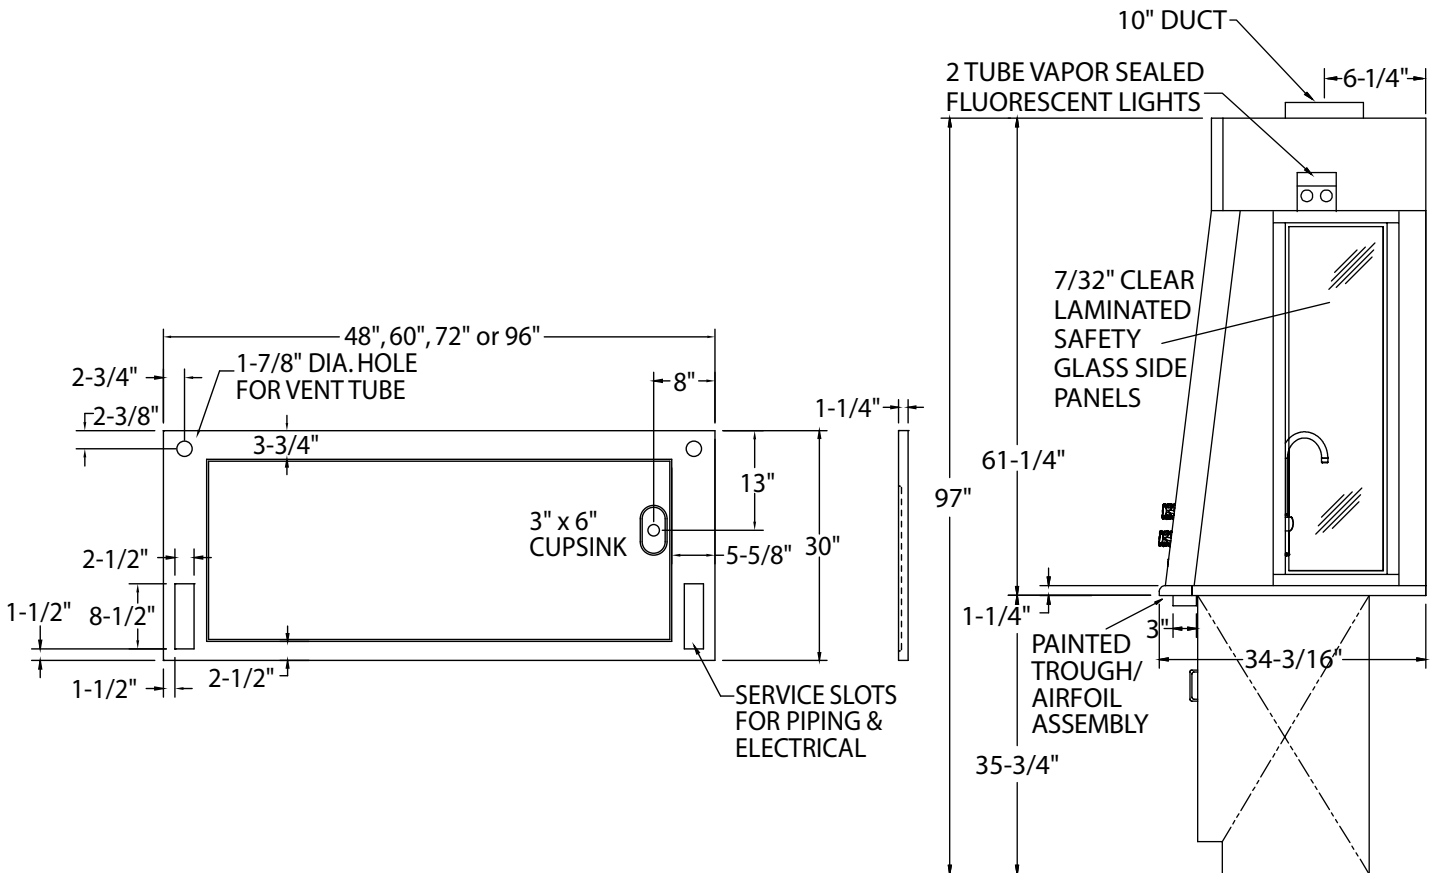 10" DUCT
6-1/4"
2 TUBE VAPOR SEALED
FLUORESCENT LIGHTS
7/32" CLEAR
LAMINATED
SAFETY
GLASS SIDE
PANELS
48", 60", 72" or 96"
2-3/4"
1-7/8" DIA. HOLE
FOR VENT TUBE
8"
2-3/8"
3-3/4"
1-1/4"
13"
61-1/4"
97"
3" x 6"
CUPSINK
2-1/2"
5-5/8"
30"
1-1/2"
8-1/2"
1-1/4"
3"
PAINTED
TROUGH/
AIRFOIL
ASSEMBLY
34-3/16"
1-1/2"
2-1/2"
SERVICE SLOTS
FOR PIPING &
ELECTRICAL
35-3/4"